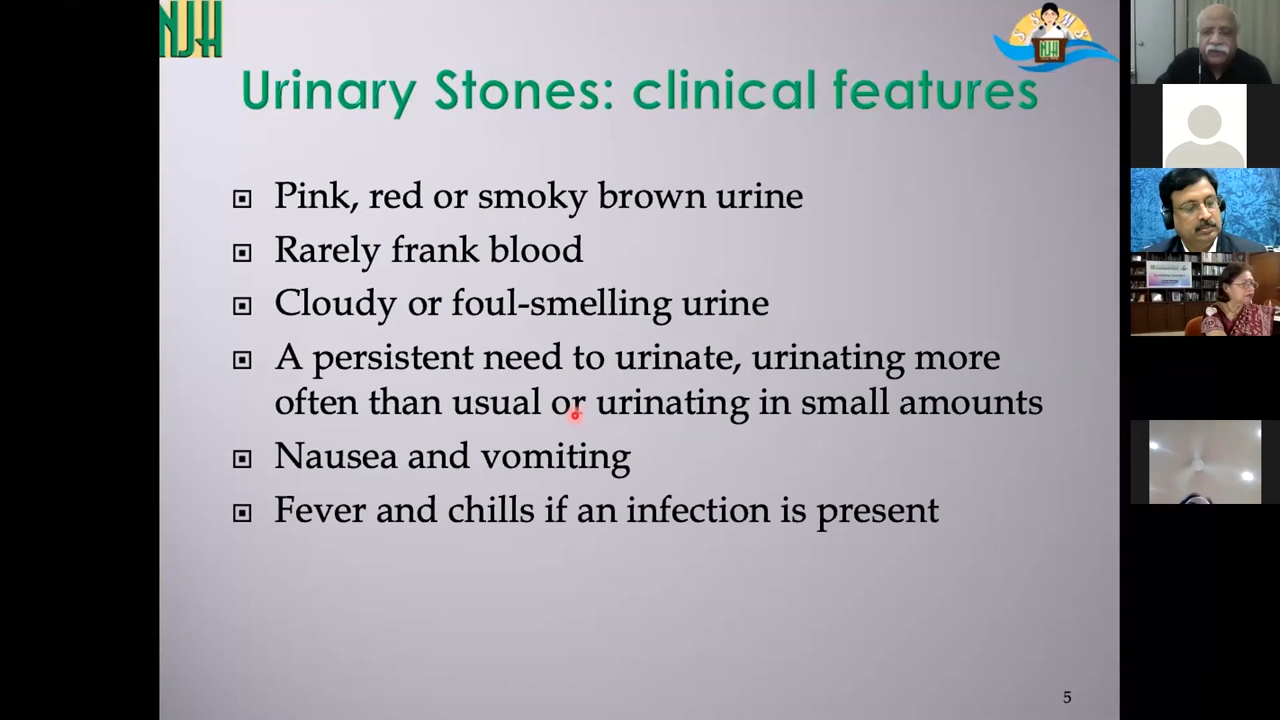 NJH
NJH
Urinary Stones: clinical features
Pink, red or smoky brown urine
Rarely frank blood
Cloudy or foul-smelling urine
A persistent need to urinate, urinating more
often than usual or urinating in small amounts
Nausea and vomiting
Fever and chills if an infection is present
5